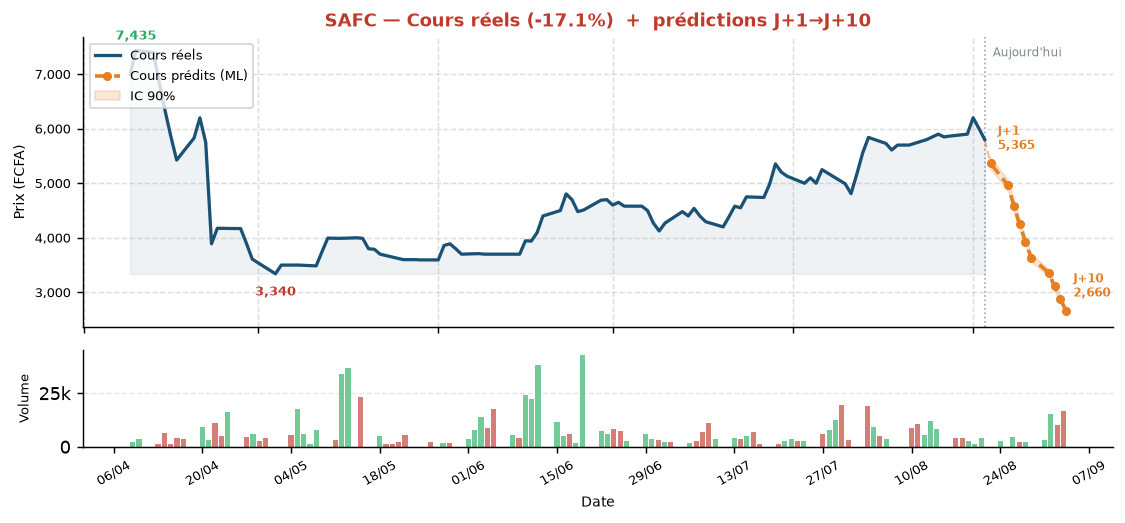 SAFC — Cours réels (-17.1%)  +  prédictions J+1→J+10
7,435
Cours réels
Cours prédits (ML)
IC 90%
Aujourd'hui
7,000
6,000
5,000
4,000
3,000
Prix (FCFA)
J+1
5,365
3,340
J+10
2,660
25k
0
Volume
06/04
20/04
04/05
18/05
01/06
15/06
29/06
13/07
27/07
10/08
24/08
07/09
Date